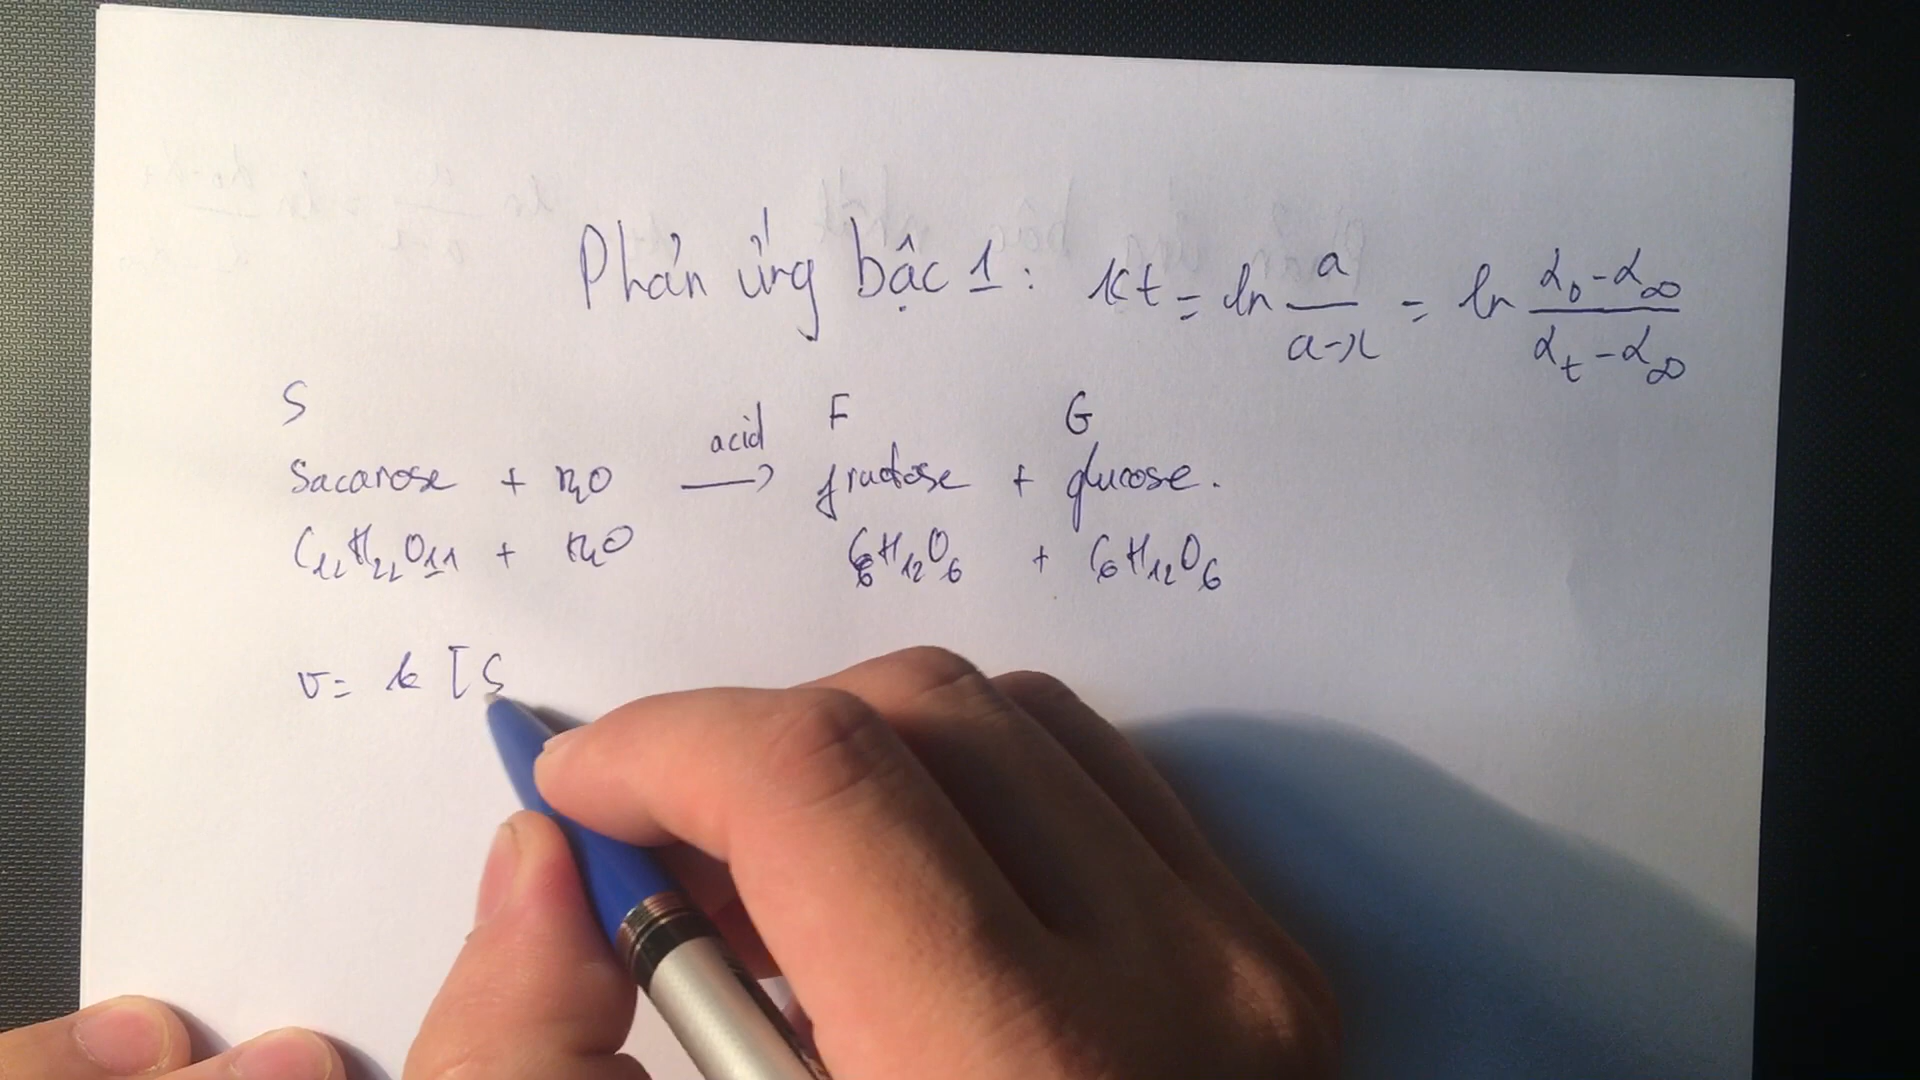 Phản ứng bậc 1 : kt = ln a/(a-x) = ln (α₀-α∞)/(αₜ-α∞)
S F G
acid
Sacarose + H₂O → fructose + glucose.
C₁₂H₂₂O₁₁ + H₂O C₆H₁₂O₆ + C₆H₁₂O₆
v = k [S